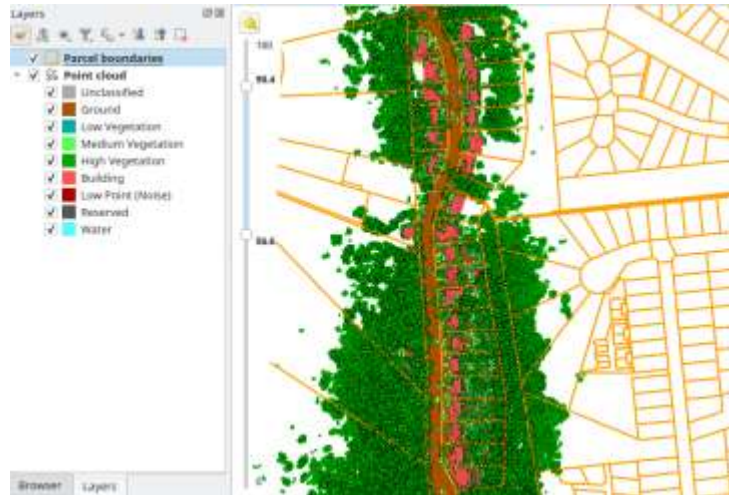 Layers
Parcel boundaries
Point cloud
Unclassified
Ground
Low Vegetation
Medium Vegetation
High Vegetation
Building
Low Point (Noise)
Reserved
Water
Browser
Layers